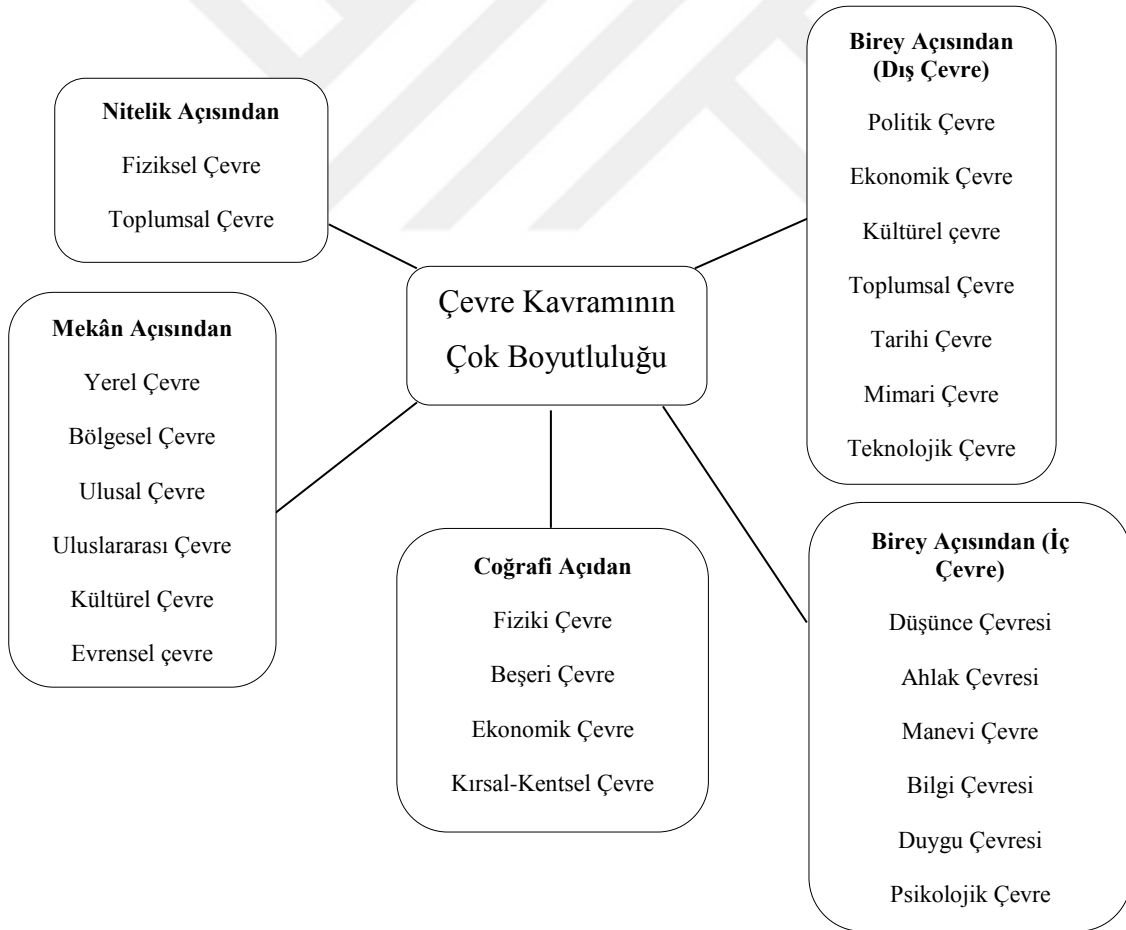 Nitelik Açısından
Fiziksel Çevre
Toplumsal Çevre
Birey Açısından
(Dış Çevre)
Politik Çevre
Ekonomik Çevre
Kültürel çevre
Toplumsal Çevre
Tarihi Çevre
Mimari Çevre
Teknolojik Çevre
Çevre Kavramının
Çok Boyutluluğu
Mekân Açısından
Yerel Çevre
Bölgesel Çevre
Ulusal Çevre
Uluslararası Çevre
Kültürel Çevre
Evrensel çevre
Coğrafi Açıdan
Fiziki Çevre
Beşeri Çevre
Ekonomik Çevre
Kırsal-Kentsel Çevre
Birey Açısından (İç
Çevre)
Düşünce Çevresi
Ahlak Çevresi
Manevi Çevre
Bilgi Çevresi
Duygu Çevresi
Psikolojik Çevre